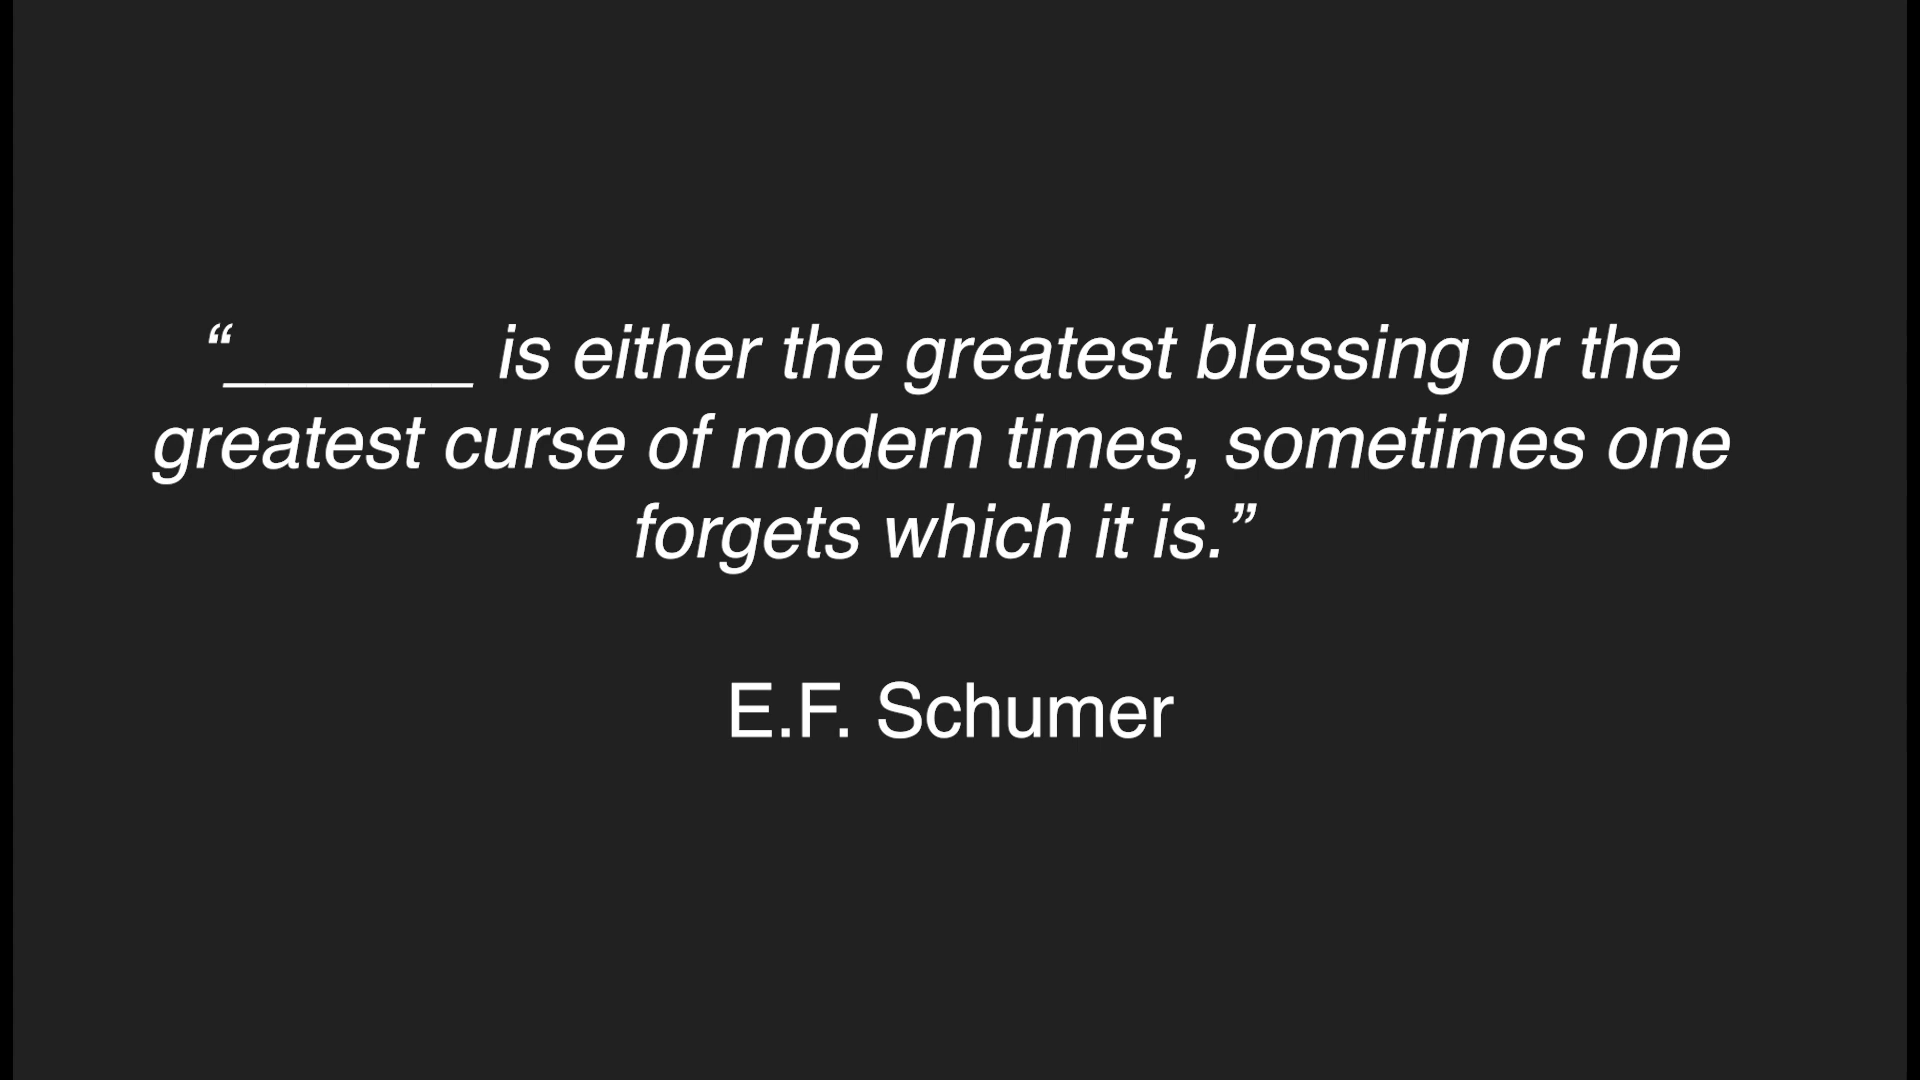 “_______ is either the greatest blessing or the
greatest curse of modern times, sometimes one
forgets which it is.”
E.F. Schumer